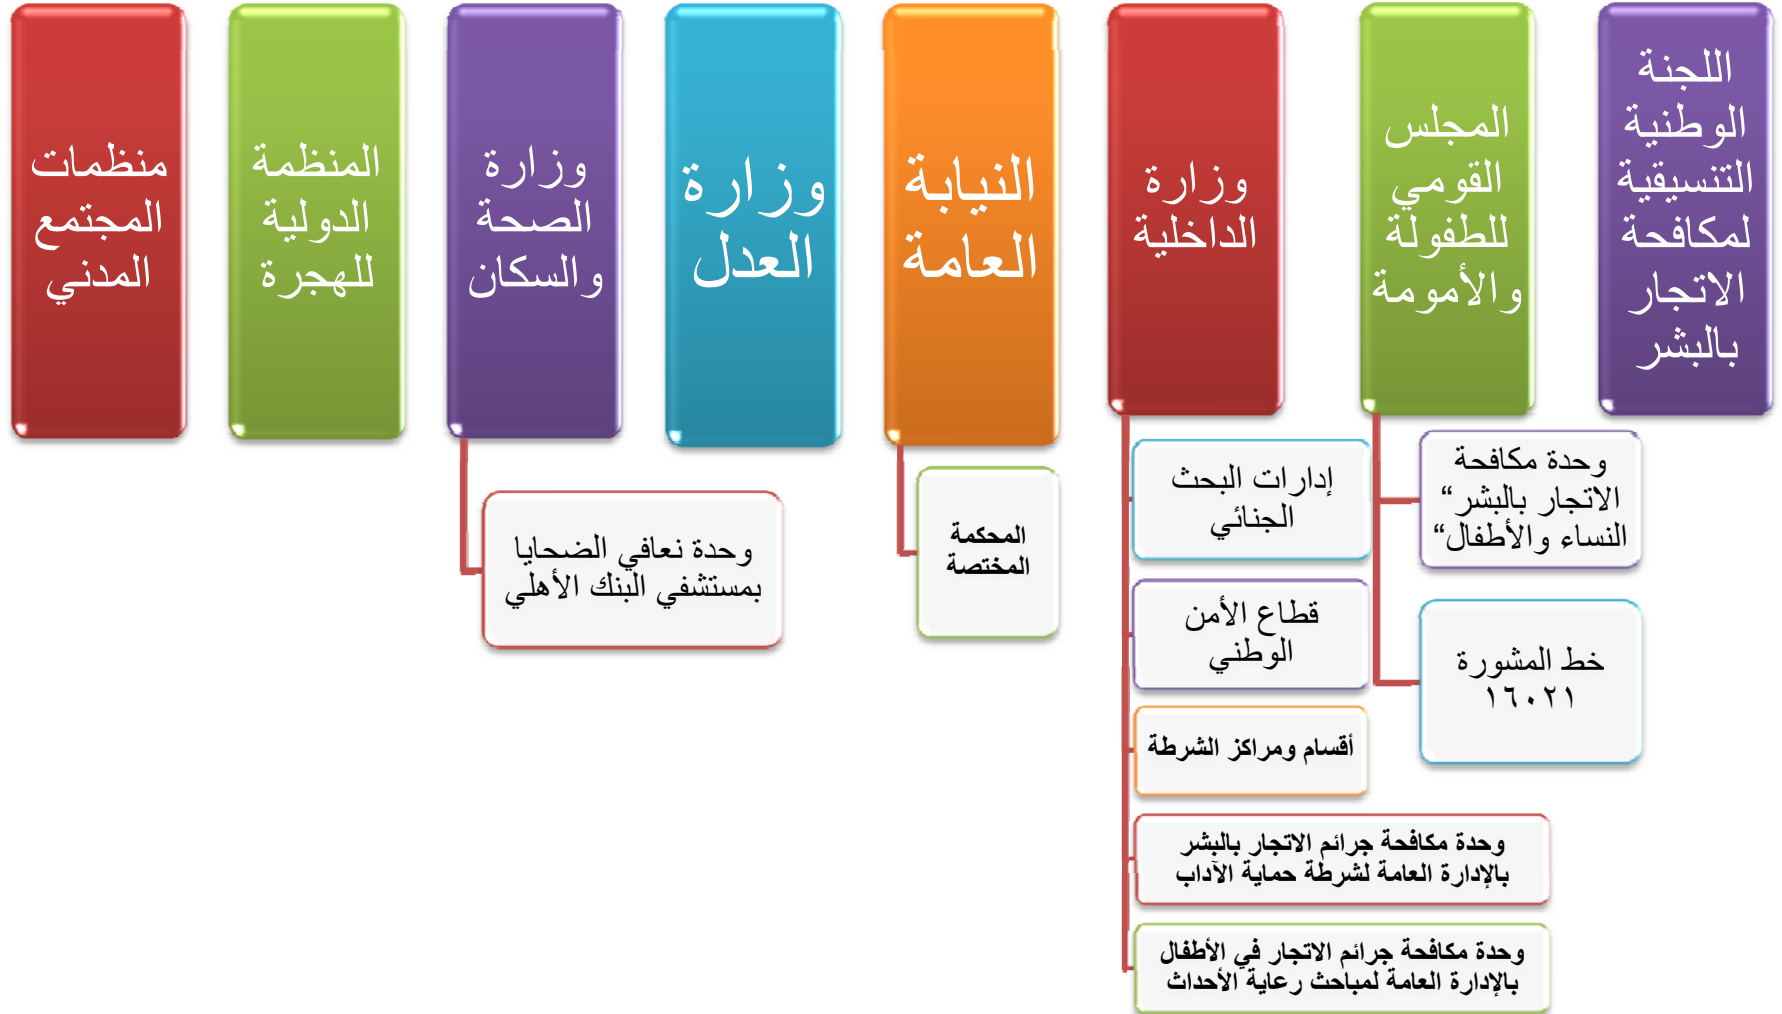 اللجنة
الوطنية
التنسيقية
لمكافحة
الاتجار
بالبشر
المجلس
القومي
للطفولة
والأمومة
وحدة مكافحة
الاتجار بالبشر“
النساء والأطفال“
خط المشورة
١٦٠٢١
وزارة
الداخلية
إدارات البحث
الجنائي
قطاع الأمن
الوطني
أقسام ومراكز الشرطة
وحدة مكافحة جرائم الاتجار بالبشر
بالإدارة العامة لشرطة حماية الآداب
وحدة مكافحة جرائم الاتجار في الأطفال
بالإدارة العامة لمباحث رعاية الأحداث
النيابة
العامة
المحكمة
المختصة
وزارة
العدل
وزارة
الصحة
والسكان
وحدة نعافي الضحايا
بمستشفي البنك الأهلي
المنظمة
الدولية
للهجرة
منظمات
المجتمع
المدني